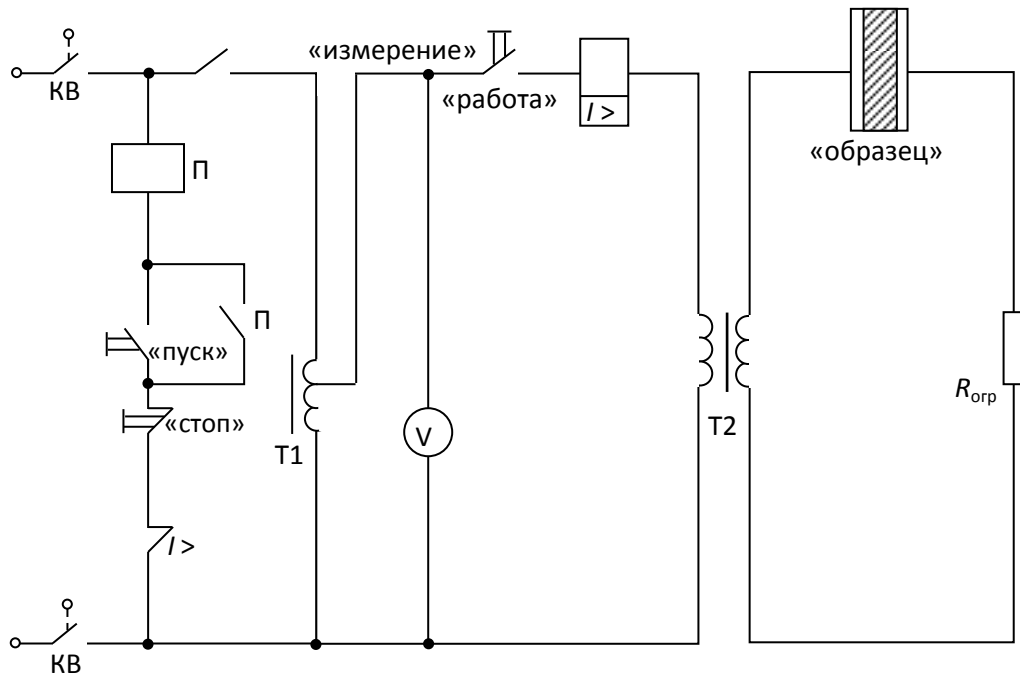 КВ
«измерение»
«работа»
I >
«образец»
П
П
«пуск»
«стоп»
T1
V
T2
Rогр
I >
КВ